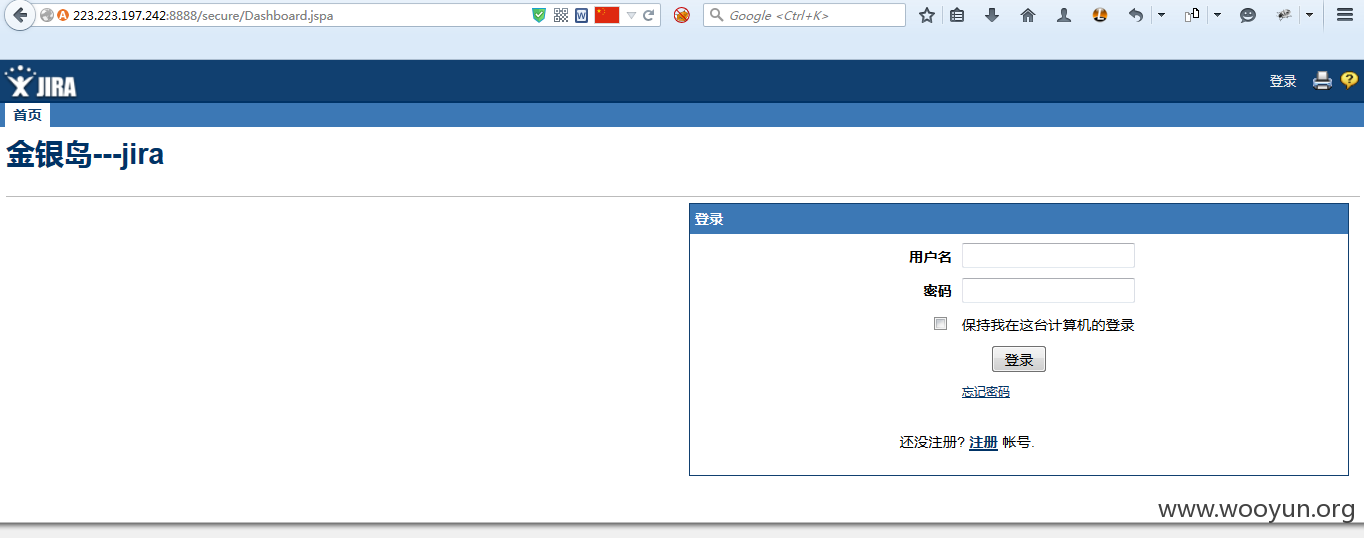 223.223.197.242:8888/secure/Dashboard.jspa
Google <Ctrl+K>
JIRA
登录
首页
金银岛---jira
登录
用户名
密码
保持我在这台计算机的登录
登录
忘记密码
还没注册? 注册 帐号.
www.wooyun.org